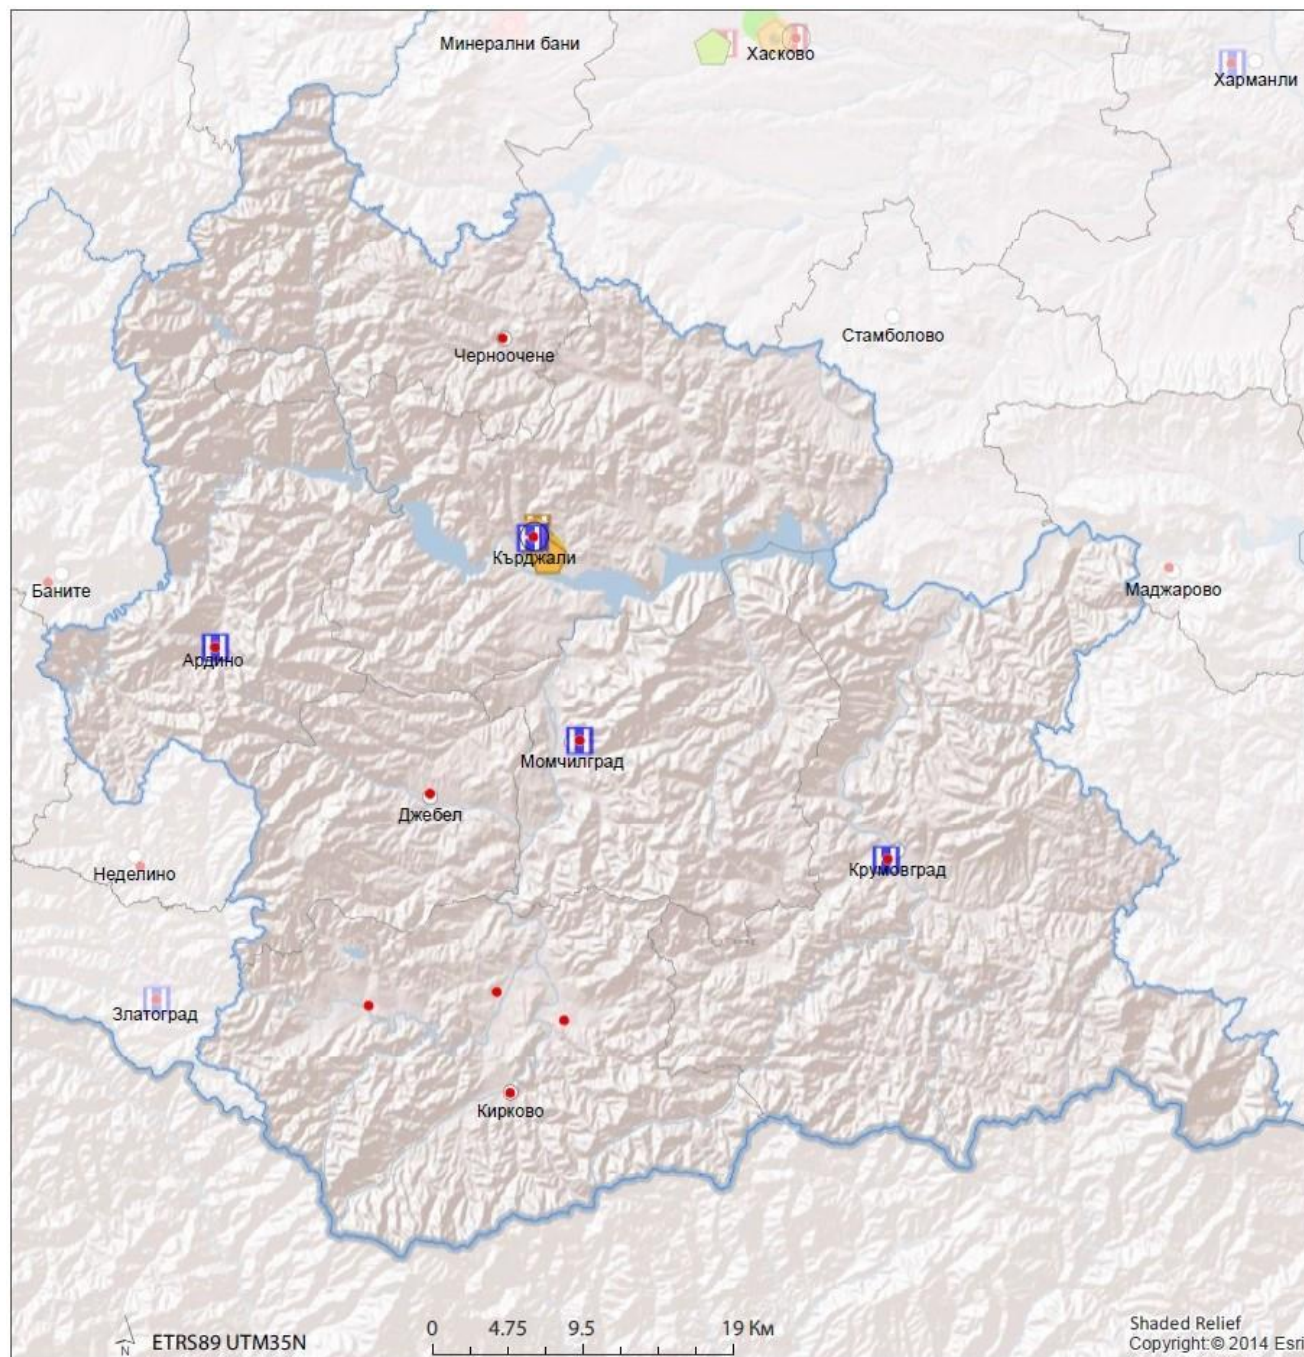 Минерални бани
Хасково
Харманли
Стамболово
Черноочене
Кърджали
Баните
Маджарово
Ардино
Момчилград
Джебел
Крумовград
Неделино
Златоград
Кирково
N
ETRS89 UTM35N
0 4.75 9.5 19 Км
Shaded Relief
Copyright:© 2014 Esri